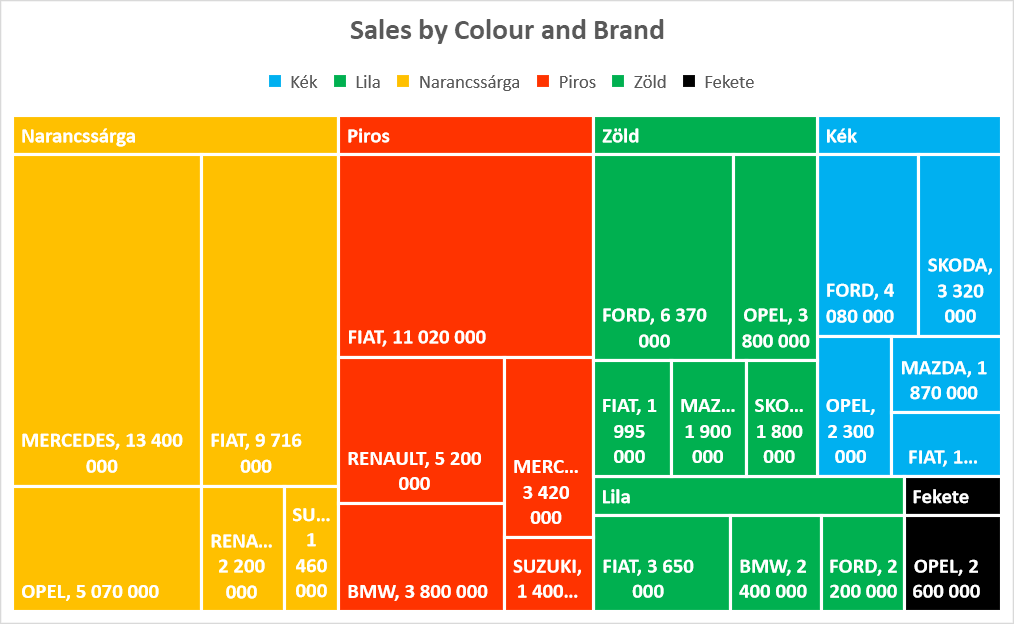 Sales by Colour and Brand
Kék Lila Narancssárga Piros Zöld Fekete
Narancssárga
MERCEDES, 13 400
000
FIAT, 9 716
000
OPEL, 5 070 000
RENA...
2 200
000
SU...
1
460
000
Piros
FIAT, 11 020 000
RENAULT, 5 200
000
MERC...
3 420
000
BMW, 3 800 000
SUZUKI,
1 400...
Zöld
FORD, 6 370
000
OPEL, 3
800 000
FIAT, 1
995
000
MAZ...
1 900
000
SKO...
1 800
000
Kék
FORD, 4
080 000
SKODA,
3 320
000
OPEL,
2 300
000
MAZDA, 1
870 000
FIAT, 1...
Lila
FIAT, 3 650
000
BMW, 2
400 000
FORD, 2
200 000
Fekete
OPEL, 2
600 000